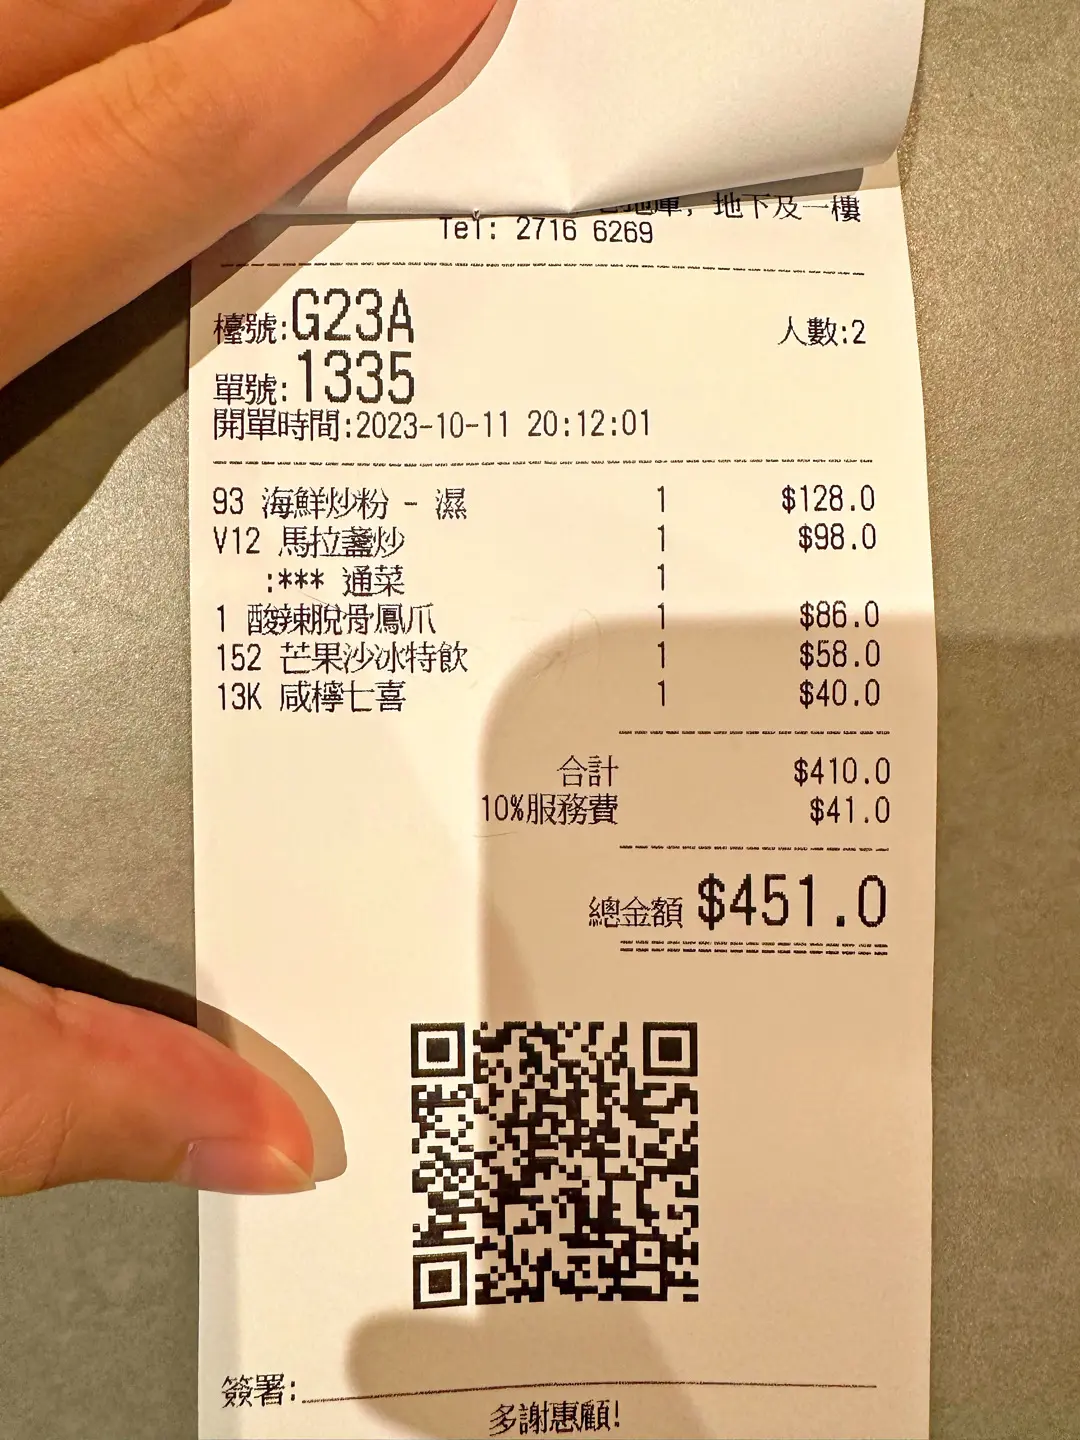 地庫, 地下及一樓
Tel: 2716 6269
檯號:G23A 人數:2
單號:1335
開單時間:2023-10-11 20:12:01
93 海鮮炒粉 - 濕 1 $128.0
V12 馬拉盞炒 1 $98.0
:*** 通菜 1
1 酸辣脫骨鳳爪 1 $86.0
152 芒果沙冰特飲 1 $58.0
13K 咸檸七喜 1 $40.0
合計 $410.0
10%服務費 $41.0
總金額 $451.0
簽署:
多謝惠顧!